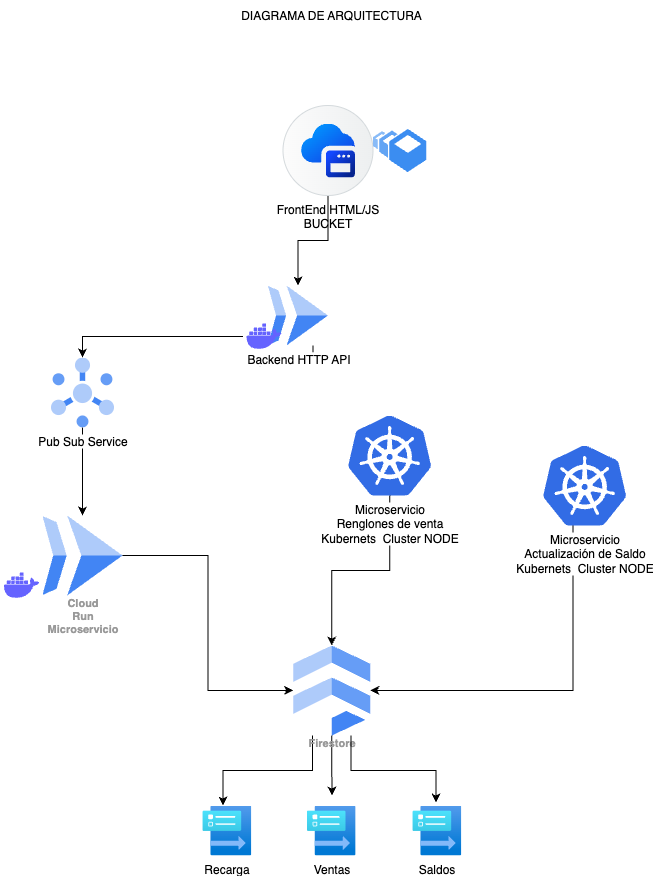 DIAGRAMA DE ARQUITECTURA
FrontEnd HTML/JS
BUCKET
Backend HTTP API
Pub Sub Service
Microservicio
Renglones de venta
Kubernets  Cluster NODE
Microservicio
Actualización de Saldo
Kubernets  Cluster NODE
Cloud
Run
Microservicio
Firestore
Recarga
Ventas
Saldos